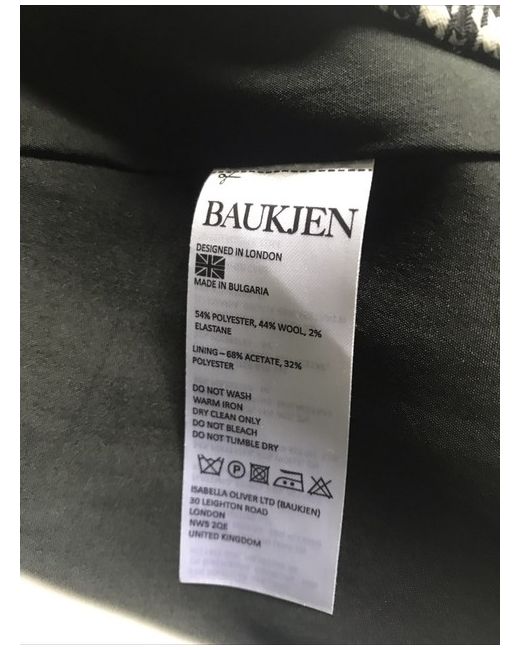 BAUKJEN
DESIGNED IN LONDON
MADE IN BULGARIA
54% POLYESTER, 44% WOOL, 2%
ELASTANE
LINING – 68% ACETATE, 32%
POLYESTER
DO NOT WASH
WARM IRON
DRY CLEAN ONLY
DO NOT BLEACH
DO NOT TUMBLE DRY
P
ISABELLA OLIVER LTD (BAUKJEN)
30 LEIGHTON ROAD
LONDON
NW5 2QE
UNITED KINGDOM